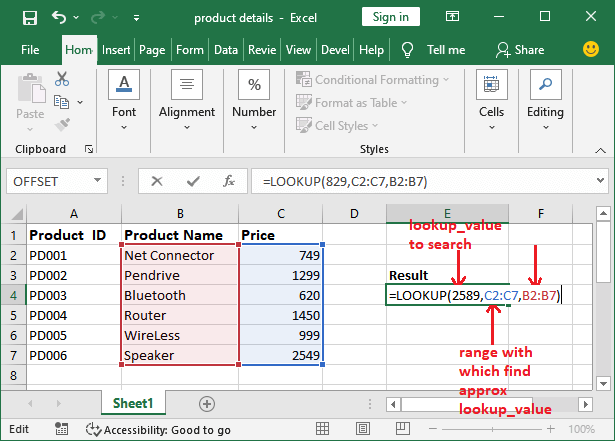 product details - Excel
Sign in
File Hom Insert Page Form Data Revie View Devel Help Tell me Share
Paste
Clipboard
Font
Alignment
%
Number
Conditional Formatting
Format as Table
Cell Styles
Styles
Cells
Editing
OFFSET
fx
=LOOKUP(829,C2:C7,B2:B7)
A B C D E F
1 Product ID Product Name Price
lookup_value
to search
2 PD001 Net Connector 749
3 PD002 Pendrive 1299 Result
4 PD003 Bluetooth 620 =LOOKUP(2589,C2:C7,B2:B7)
5 PD004 Router 1450
6 PD005 WireLess 999
7 PD006 Speaker 2549
8
range with
which find
approx
lookup_value
Sheet1
Edit
Accessibility: Good to go
100%